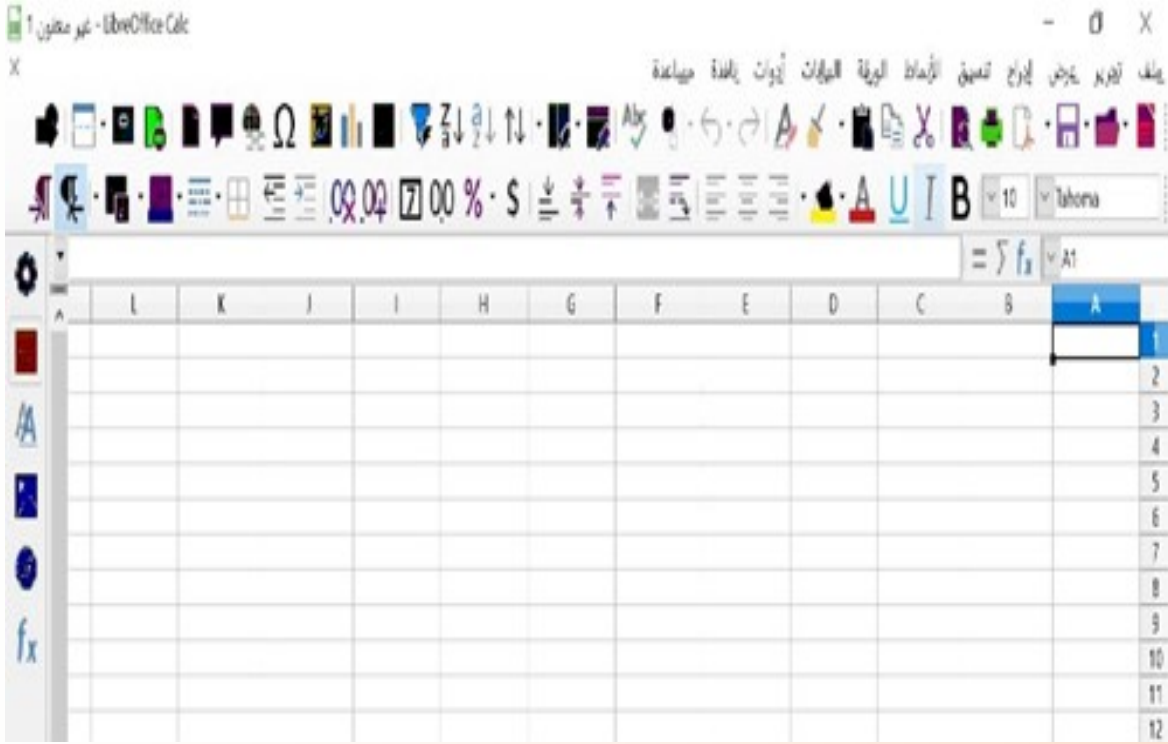 غير معنون 1 - LibreOffice Calc
ملف تحرير عرض إدراج تنسيق الأنماط الورقة البيانات أدوات نافذة مساعدة
Tahoma 10 B I U A
A1
A B C D E F G H I J K L
1
2
3
4
5
6
7
8
9
10
11
12